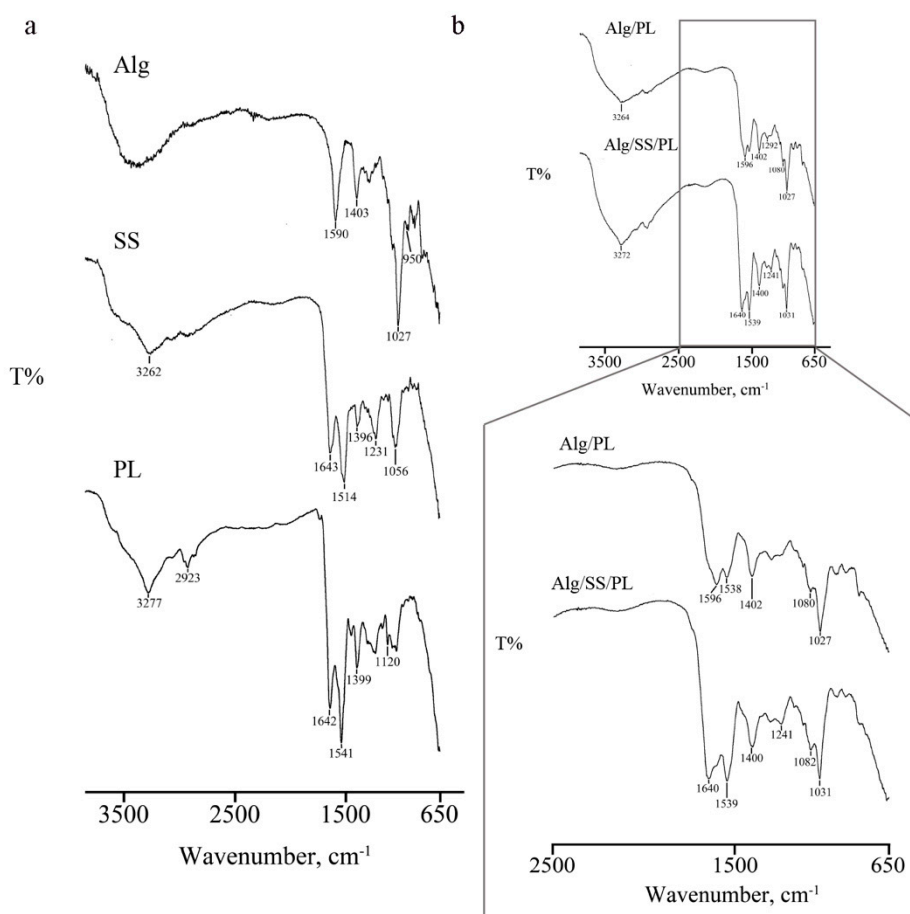 a
Alg
1590
1403
950
1027
SS
3262
1643
1514
1396
1231
1056
T%
PL
3277
2923
1642
1541
1399
1120
3500 2500 1500 650
Wavenumber, cm-1
b
Alg/PL
3264
1596
1402
1292
1080
1027
Alg/SS/PL
T%
3272
1640
1539
1400
1241
1031
3500 2500 1500 650
Wavenumber, cm-1
Alg/PL
1596
1538
1402
1080
1027
Alg/SS/PL
T%
1640
1539
1400
1241
1082
1031
2500 1500 650
Wavenumber, cm-1